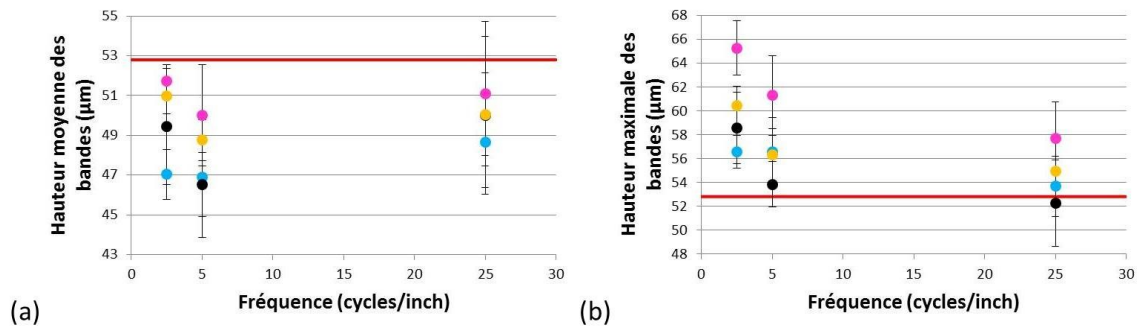 Hauteur moyenne des
bandes (µm)
55
53
51
49
47
45
43
0 5 10 15 20 25 30
Fréquence (cycles/inch)
(a)
Hauteur maximale des
bandes (µm)
68
66
64
62
60
58
56
54
52
50
48
0 5 10 15 20 25 30
Fréquence (cycles/inch)
(b)